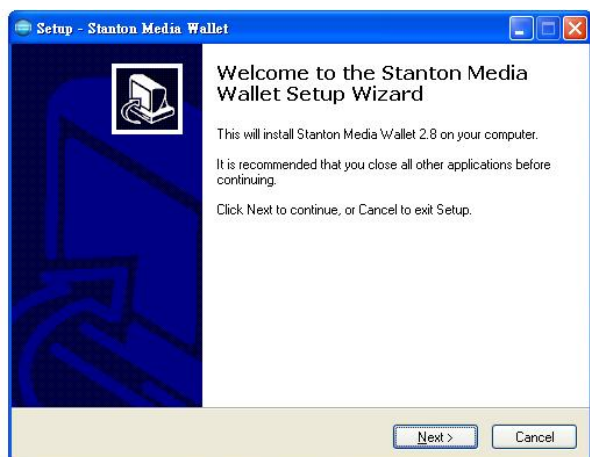 Setup - Stanton Media Wallet
Welcome to the Stanton Media
Wallet Setup Wizard
This will install Stanton Media Wallet 2.8 on your computer.
It is recommended that you close all other applications before
continuing.
Click Next to continue, or Cancel to exit Setup.
Next >
Cancel